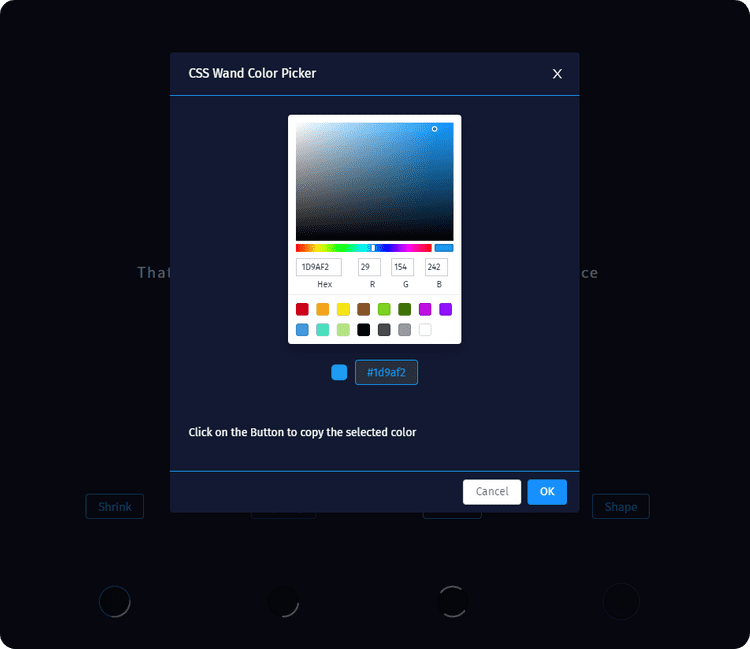 CSS Wand Color Picker X
1D9AF2 29 154 242
Hex R G B
That
ce
#1d9af2
Click on the Button to copy the selected color
Cancel OK
Shrink Shape